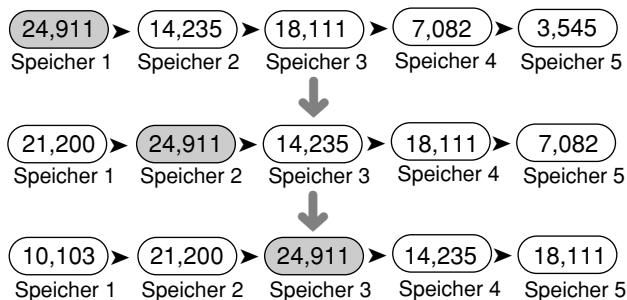 24,911 14,235 18,111 7,082 3,545
Speicher 1 Speicher 2 Speicher 3 Speicher 4 Speicher 5
21,200 24,911 14,235 18,111 7,082
Speicher 1 Speicher 2 Speicher 3 Speicher 4 Speicher 5
10,103 21,200 24,911 14,235 18,111
Speicher 1 Speicher 2 Speicher 3 Speicher 4 Speicher 5